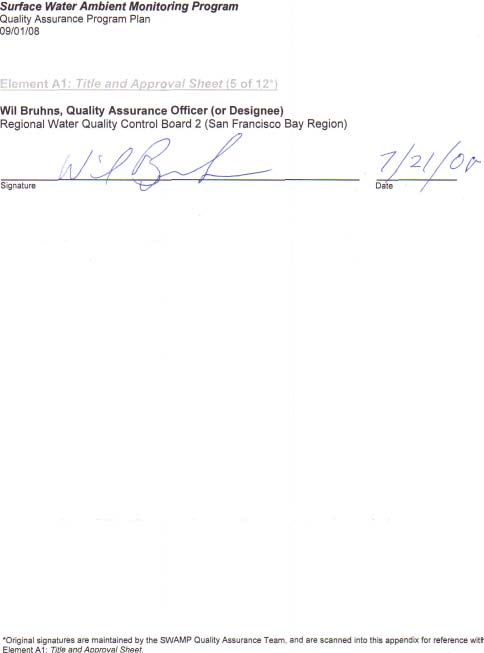 Surface Water Ambient Monitoring Program
Quality Assurance Program Plan
09/01/08
Element A1: Title and Approval Sheet (5 of 12*)
Wil Bruhns, Quality Assurance Officer (or Designee)
Regional Water Quality Control Board 2 (San Francisco Bay Region)
7/21/08
Signature Date
*Original signatures are maintained by the SWAMP Quality Assurance Team, and are scanned into this appendix for reference with
Element A1: Title and Approval Sheet.